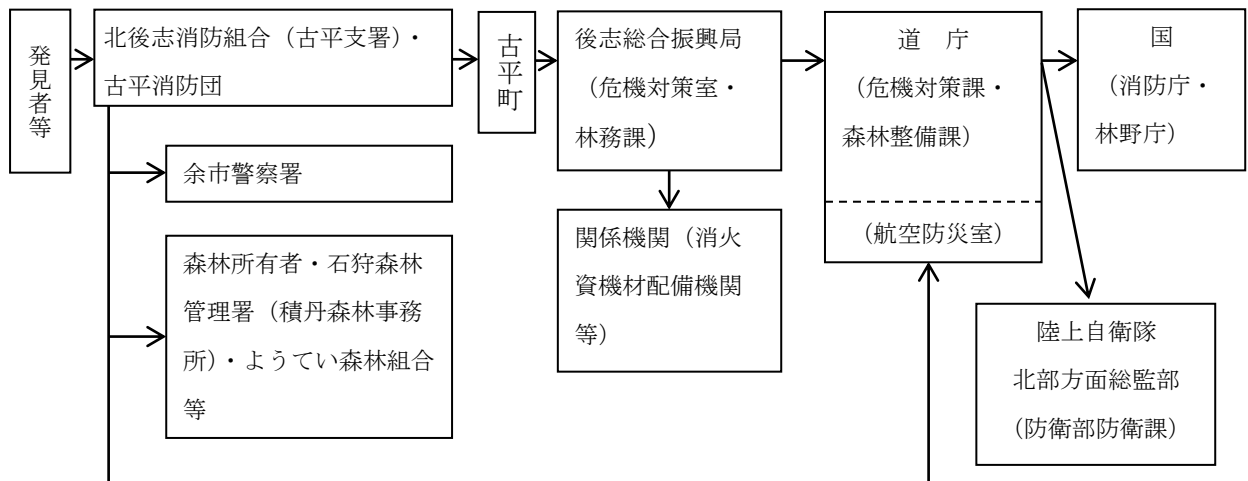 発見者等
北後志消防組合（古平支署）・
古平消防団
余市警察署
森林所有者・石狩森林
管理署（積丹森林事務
所）・ようてい森林組合
等
古平町
後志総合振興局
（危機対策室・
林務課）
関係機関（消火
資機材配備機関
等）
道　庁
（危機対策課・
森林整備課）
（航空防災室）
国
（消防庁・
林野庁）
陸上自衛隊
北部方面総監部
（防衛部防衛課）